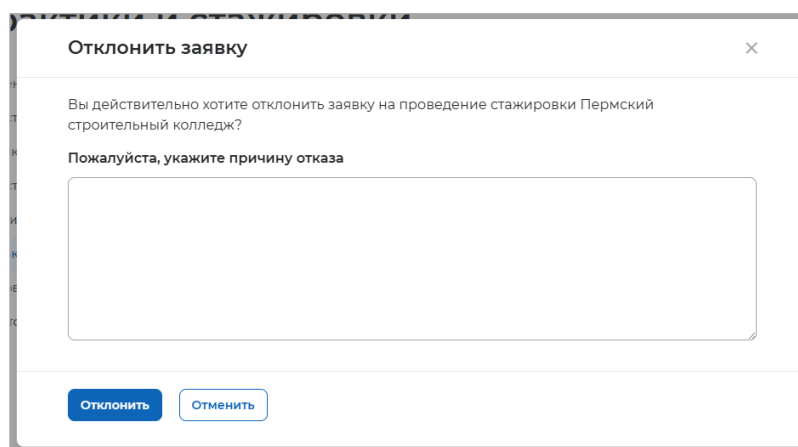 Отклонить заявку
Вы действительно хотите отклонить заявку на проведение стажировки Пермский
строительный колледж?
Пожалуйста, укажите причину отказа
Отклонить
Отменить